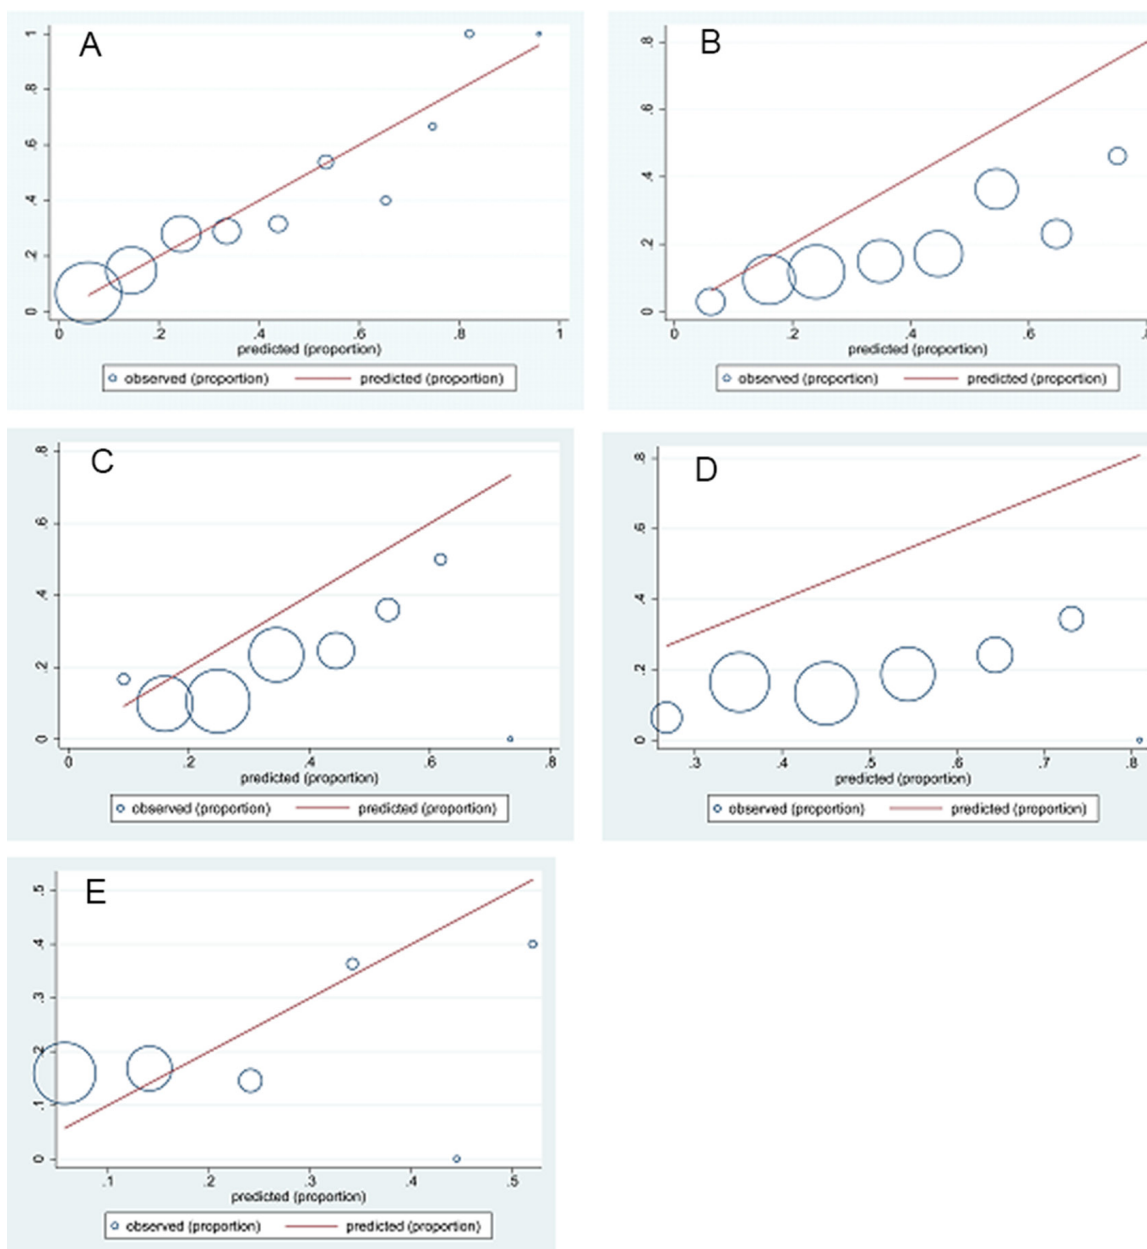 A
1
.8
.6
.4
.2
0
0 .2 .4 .6 .8 1
predicted (proportion)
observed (proportion) predicted (proportion)
B
.8
.6
.4
.2
0
0 .2 .4 .6 .8
predicted (proportion)
observed (proportion) predicted (proportion)
C
.8
.6
.4
.2
0
0 .2 .4 .6 .8
predicted (proportion)
observed (proportion) predicted (proportion)
D
.8
.6
.4
.2
0
.3 .4 .5 .6 .7 .8
predicted (proportion)
observed (proportion) predicted (proportion)
E
.5
.4
.3
.2
.1
0
.1 .2 .3 .4 .5
predicted (proportion)
observed (proportion) predicted (proportion)